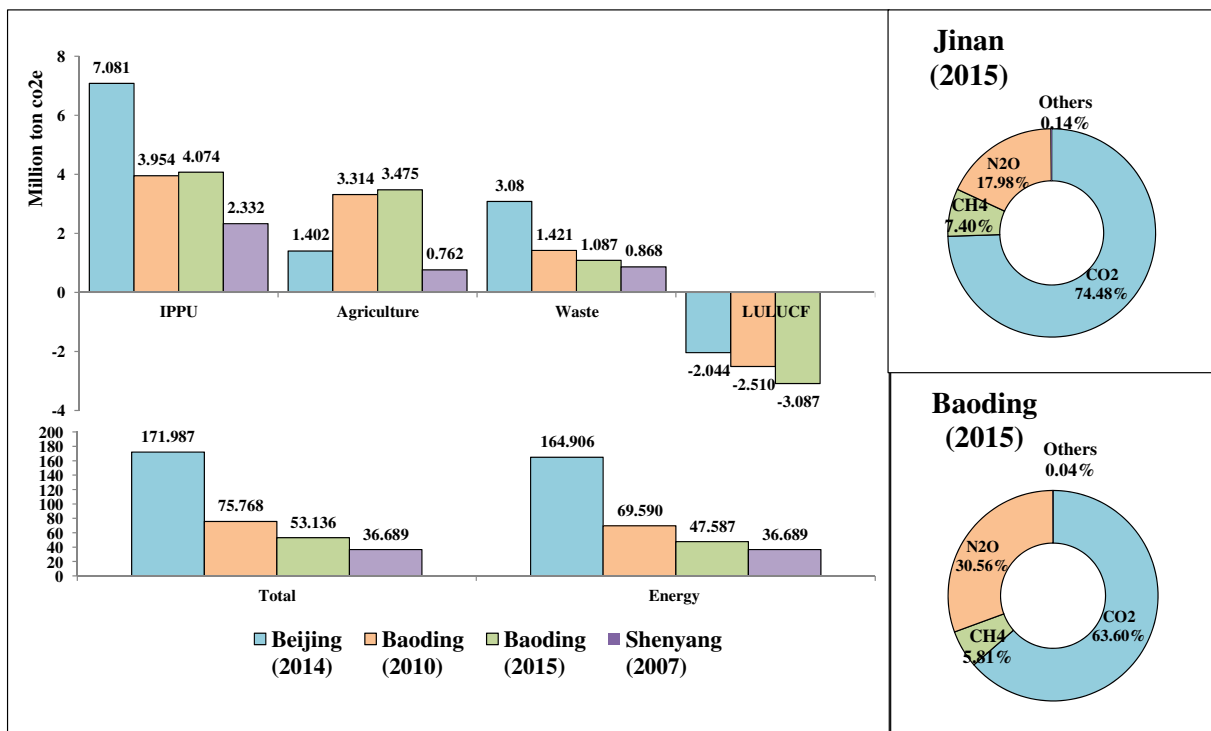 Million ton co2e
8
6
4
2
0
-2
-4
7.081
3.954
4.074
2.332
1.402
3.314
3.475
0.762
3.08
1.421
1.087
0.868
-2.044
-2.510
-3.087
IPPU
Agriculture
Waste
LULUCF
200
180
160
140
120
100
80
60
40
20
0
171.987
75.768
53.136
36.689
164.906
69.590
47.587
36.689
Total
Energy
Beijing
(2014)
Baoding
(2010)
Baoding
(2015)
Shenyang
(2007)
Jinan
(2015)
Others
0.14%
N2O
17.98%
CH4
7.40%
CO2
74.48%
Baoding
(2015)
Others
0.04%
N2O
30.56%
CH4
5.81%
CO2
63.60%